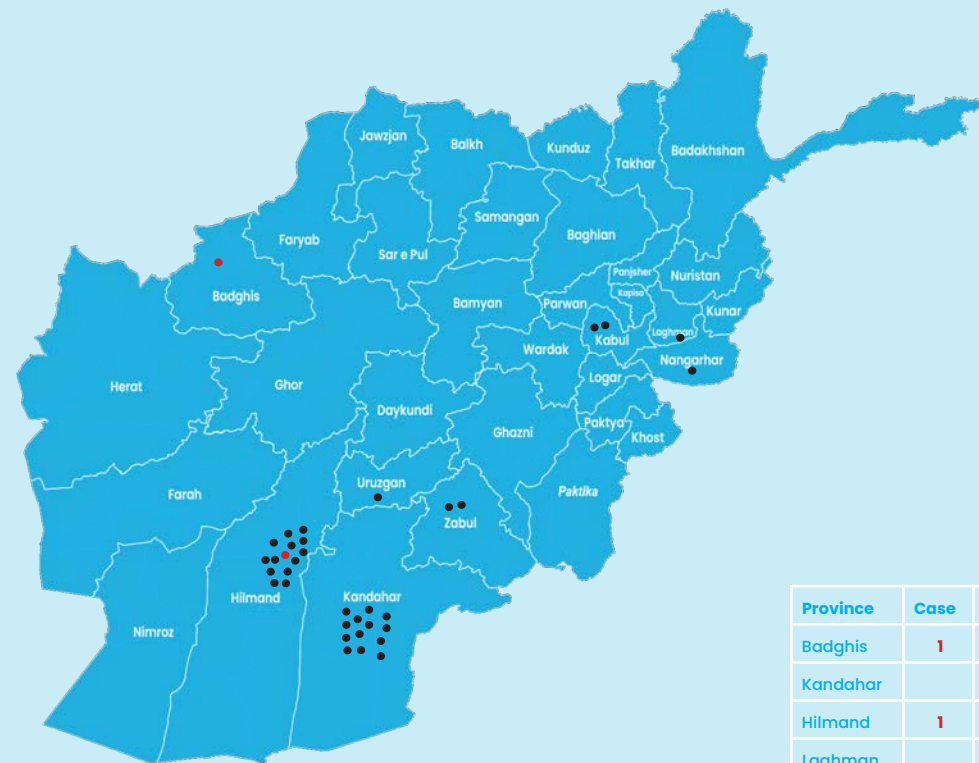 Jawzjan
Balkh
Kunduz
Takhar
Badakhshan
Samangan
Baghlan
Faryab
Sar e Pul
Panjsher
Nuristan
Badghis
Kapisa
Bamyan
Parwan
Kunar
Laghman
Kabul
Wardak
Nangarhar
Herat
Ghor
Logar
Daykundi
Paktya
Ghazni
Khost
Uruzgan
Farah
Paktika
Zabul
Hilmand
Kandahar
Nimroz
Province Case
Badghis 1
Kandahar
Hilmand 1
Laghman